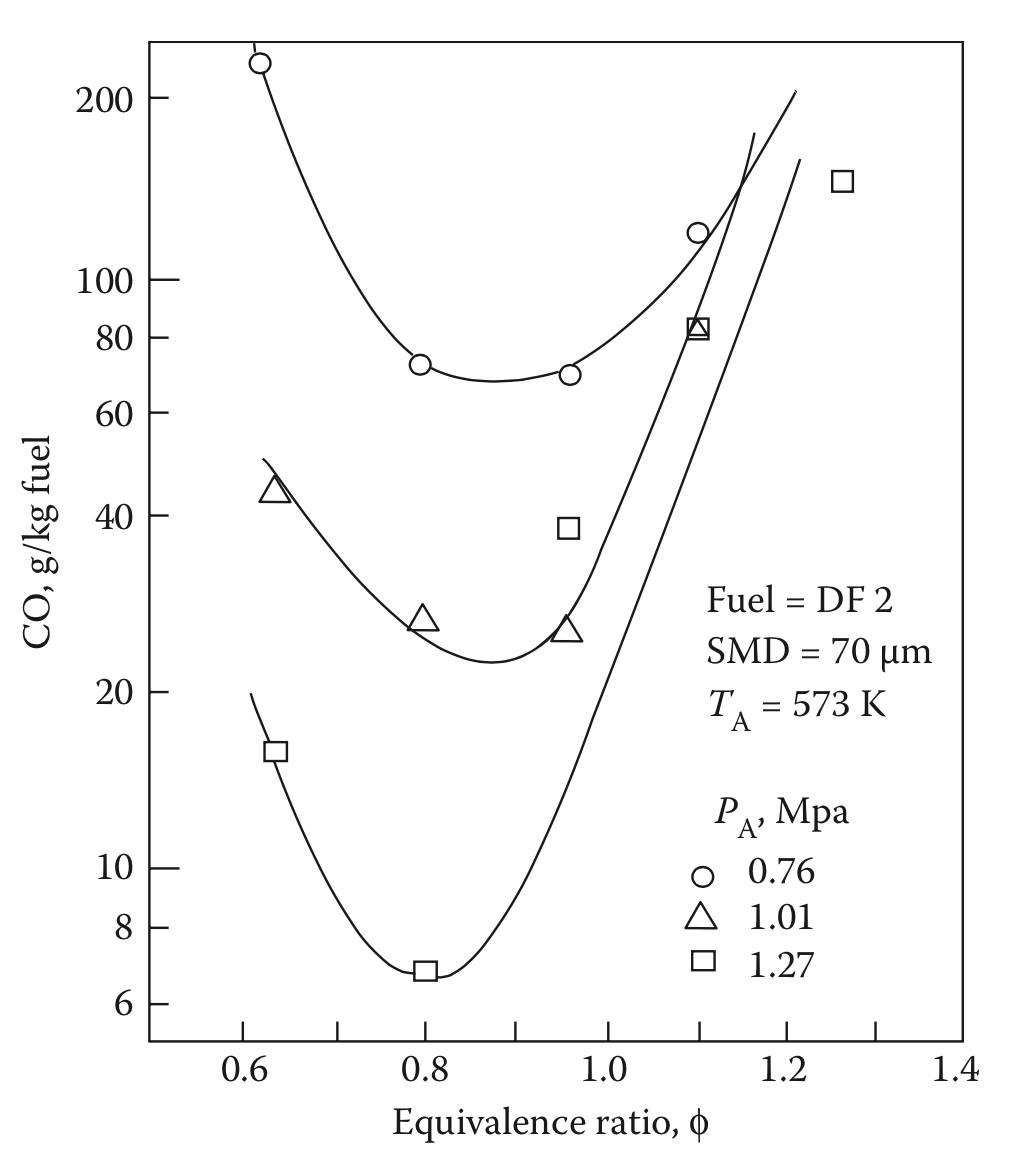 200
100
80
60
40
20
10
8
6
CO, g/kg fuel
Fuel = DF 2
SMD = 70 μm
T_A = 573 K
P_A, Mpa
0.76
1.01
1.27
0.6 0.8 1.0 1.2 1.4
Equivalence ratio, ϕ